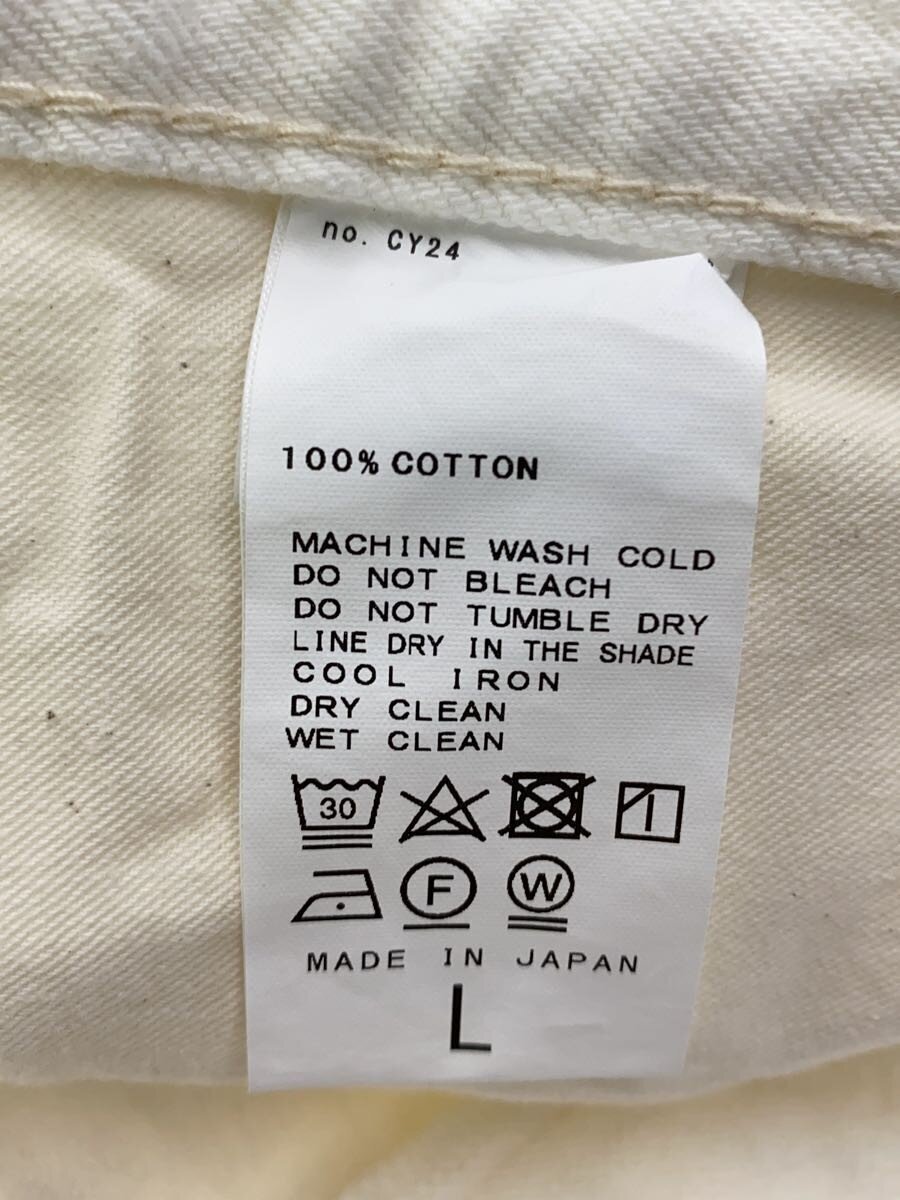 no. CY24
100% COTTON
MACHINE WASH COLD
DO NOT BLEACH
DO NOT TUMBLE DRY
LINE DRY IN THE SHADE
COOL IRON
DRY CLEAN
WET CLEAN
30
F W
MADE IN JAPAN
L